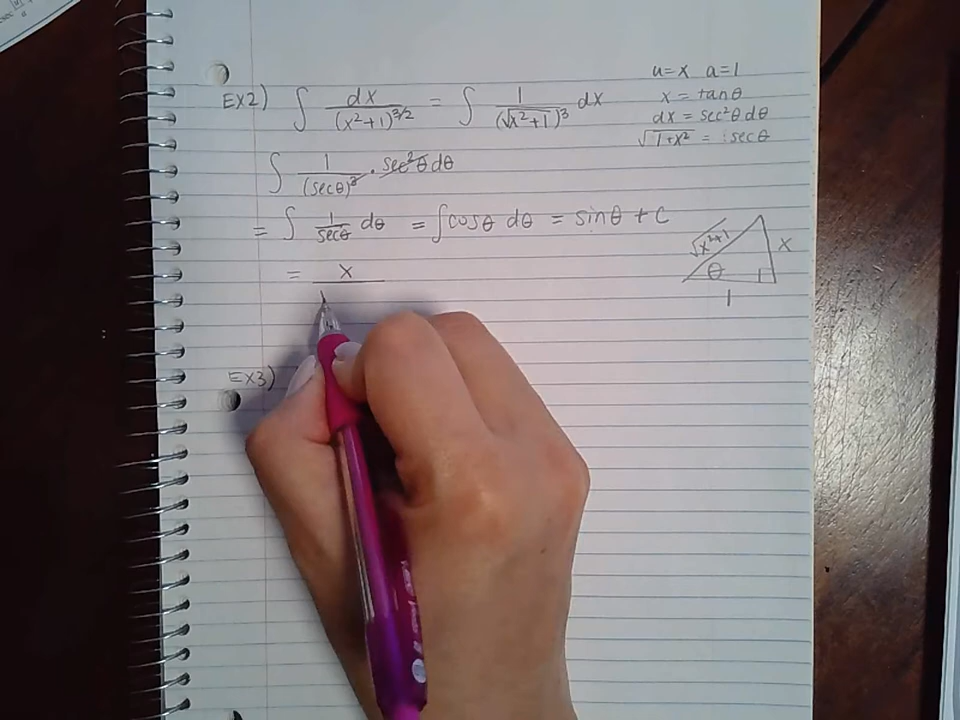 u=x a=1
EX2) ∫ dx/(x²+1)^3/2 = ∫ 1/(√x²+1)³ dx
x = tanθ
dx = sec²θ dθ
√1+x² = secθ
∫ 1/(secθ)³ · sec²θ dθ
= ∫ 1/secθ dθ = ∫cosθ dθ = sinθ + C
√x²+1 θ x
1
= x
EX3)